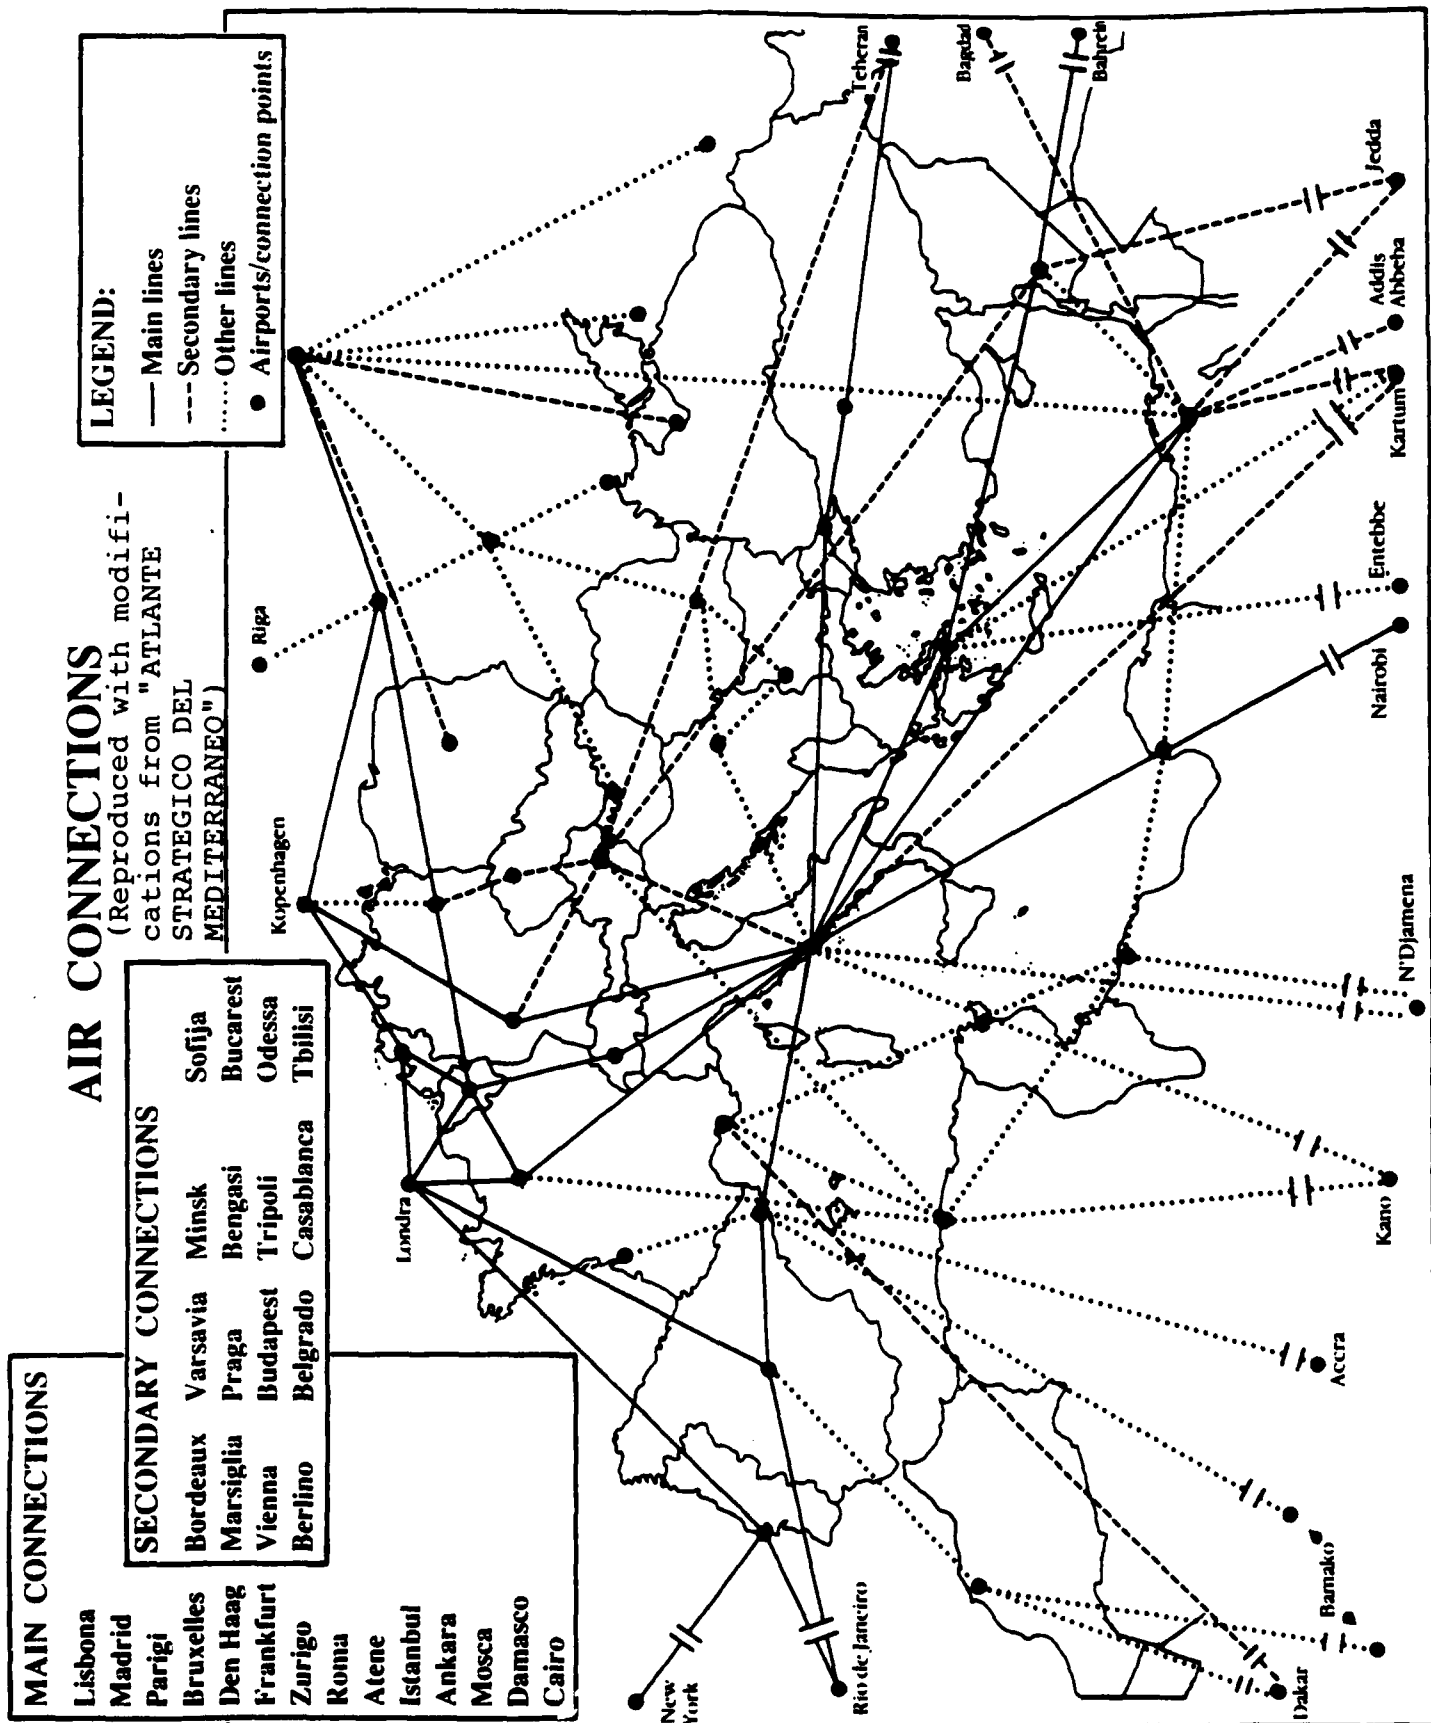 AIR CONNECTIONS
(Reproduced with modifi-
cations from "ATLANTE
STRATEGICO DEL
MEDITERRANEO")
MAIN CONNECTIONS
Lisbona
Madrid
Parigi
Bruxelles
Den Haag
Frankfurt
Zurigo
Roma
Atene
Istanbul
Ankara
Mosca
Damasco
Cairo
SECONDARY CONNECTIONS
Bordeaux Varsavia Minsk Sofija
Marsiglia Praga Bengasi Bucarest
Vienna Budapest Tripoli Odessa
Berlino Belgrado Casablanca Tbilisi
LEGEND:
Main lines
Secondary lines
Other lines
Airports/connection points
Riga
Kopenhagen
Londra
New
York
Rio de Janeiro
Dakar
Bamako
Accra
Kano
N'Djamena
Nairobi
Entebbe
Kartum
Addis
Abbeba
Jedda
Bahrein
Bagdad
Teheran